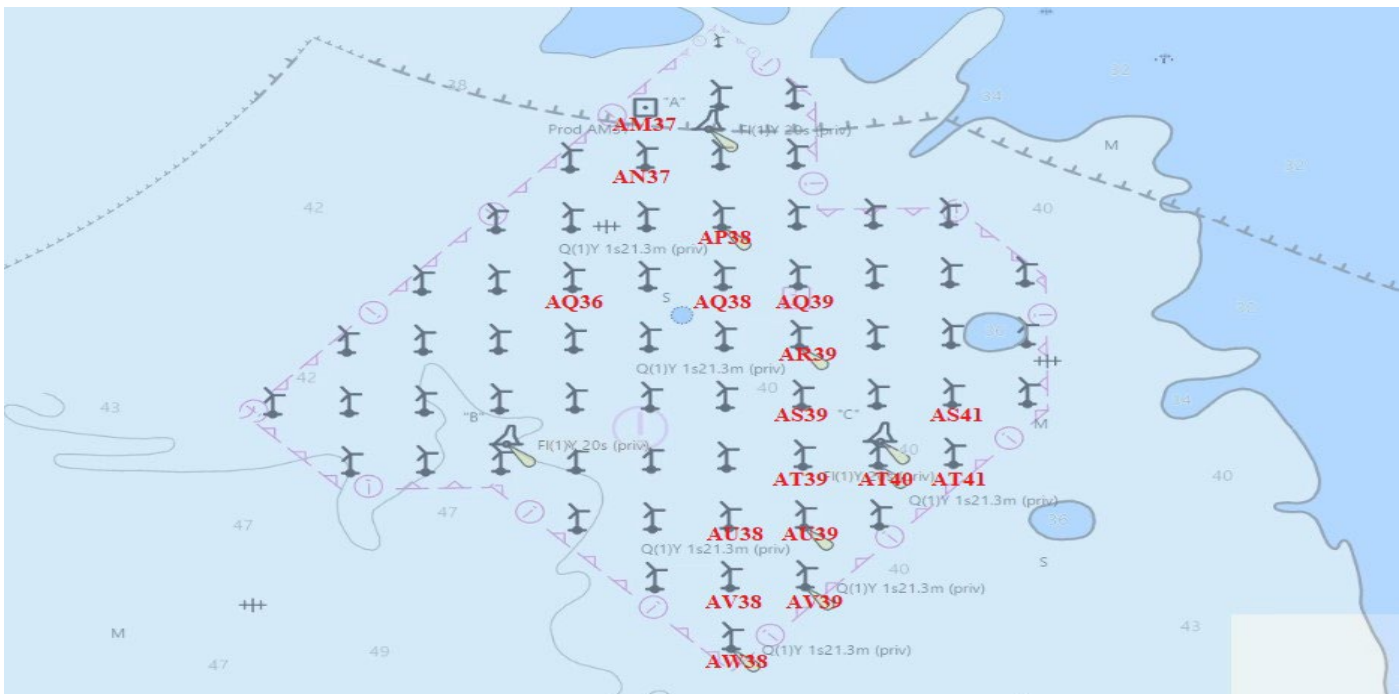 32
38
34
"A"
AM37
Prod AM37
Fl(1)Y 20s (priv)
M
32
AN37
42
40
AP38
Q(1)Y 1s21.3m (priv)
AQ36
S
AQ38
AQ39
32
36
AR39
Q(1)Y 1s21.3m (priv)
42
40
43
"B"
AS39
"C"
AS41
34
M
Fl(1)Y 20s (priv)
40
AT39
AT40
AT41
40
Q(1)Y 1s21.3m (priv)
47
47
AU38
AU39
36
Q(1)Y 1s21.3m (priv)
S
40
AV38
AV39
Q(1)Y 1s21.3m (priv)
M
43
AW38
Q(1)Y 1s21.3m (priv)
47
49